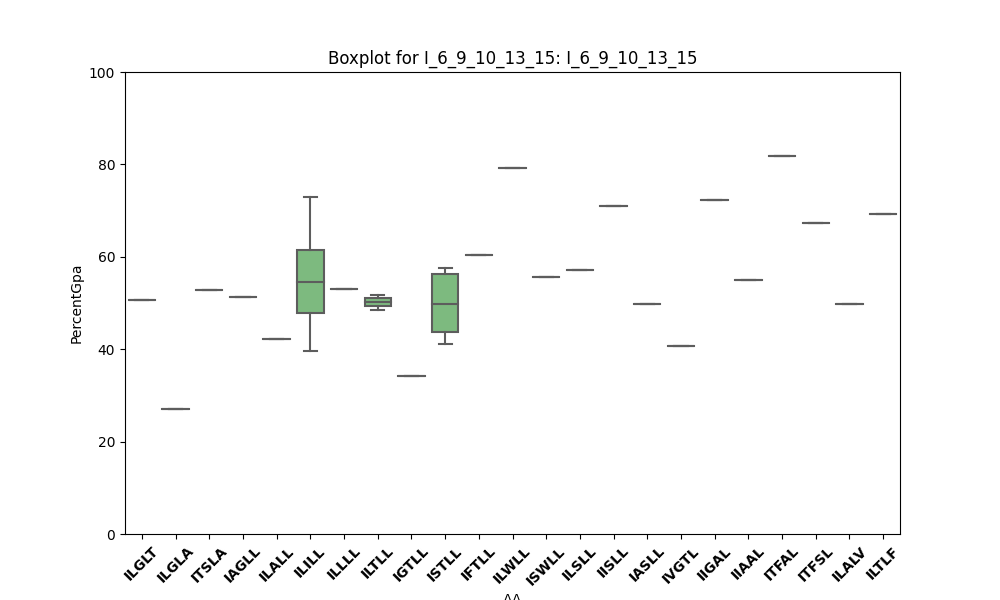 Boxplot for I_6_9_10_13_15: I_6_9_10_13_15
PercentGpa
100
80
60
40
20
0
ILGLT ILGLA ITSLA IAGLL ILALL ILILL ILLLL ILTLL IGTLL ISTLL IFTLL ILWLL ISWLL ILSLL IISLL IASLL IVGTL IIGAL IIAAL ITFAL ITFSL ILALV ILTLF
AA